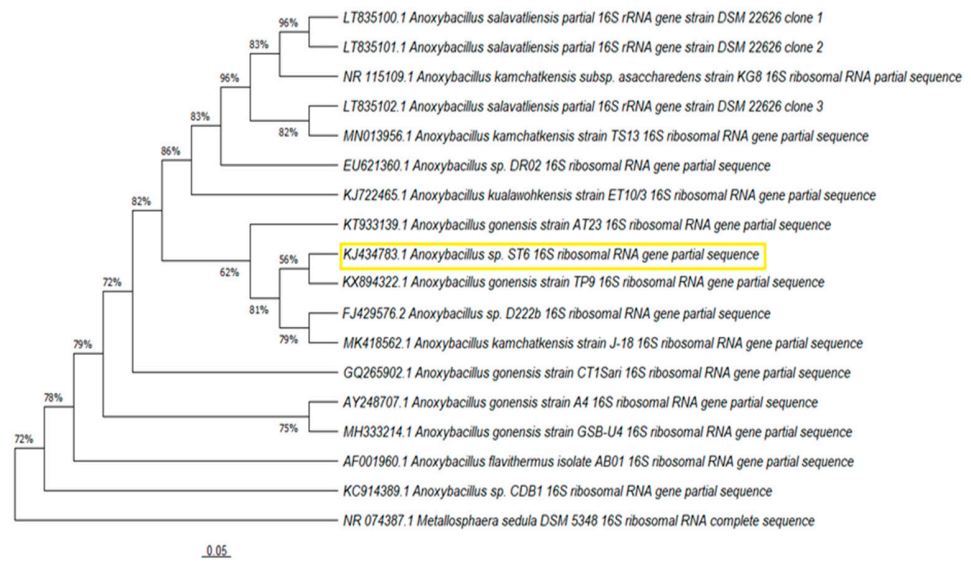 96%
LT835100.1 Anoxybacillus salavatliensis partial 16S rRNA gene strain DSM 22626 clone 1
83%
LT835101.1 Anoxybacillus salavatliensis partial 16S rRNA gene strain DSM 22626 clone 2
96%
NR 115109.1 Anoxybacillus kamchatkensis subsp. asaccharedens strain KG8 16S ribosomal RNA partial sequence
LT835102.1 Anoxybacillus salavatliensis partial 16S rRNA gene strain DSM 22626 clone 3
83%
82%
MN013956.1 Anoxybacillus kamchatkensis strain TS13 16S ribosomal RNA gene partial sequence
86%
EU621360.1 Anoxybacillus sp. DR02 16S ribosomal RNA gene partial sequence
82%
KJ722465.1 Anoxybacillus kualawohkensis strain ET10/3 16S ribosomal RNA gene partial sequence
KT933139.1 Anoxybacillus gonensis strain AT23 16S ribosomal RNA gene partial sequence
56%
KJ434783.1 Anoxybacillus sp. ST6 16S ribosomal RNA gene partial sequence
62%
KX894322.1 Anoxybacillus gonensis strain TP9 16S ribosomal RNA gene partial sequence
72%
81%
FJ429576.2 Anoxybacillus sp. D222b 16S ribosomal RNA gene partial sequence
79%
MK418562.1 Anoxybacillus kamchatkensis strain J-18 16S ribosomal RNA gene partial sequence
79%
GQ265902.1 Anoxybacillus gonensis strain CT1Sari 16S ribosomal RNA gene partial sequence
78%
AY248707.1 Anoxybacillus gonensis strain A4 16S ribosomal RNA gene partial sequence
75%
MH333214.1 Anoxybacillus gonensis strain GSB-U4 16S ribosomal RNA gene partial sequence
72%
AF001960.1 Anoxybacillus flavithermus isolate AB01 16S ribosomal RNA gene partial sequence
KC914389.1 Anoxybacillus sp. CDB1 16S ribosomal RNA gene partial sequence
NR 074387.1 Metallosphaera sedula DSM 5348 16S ribosomal RNA complete sequence
0.05